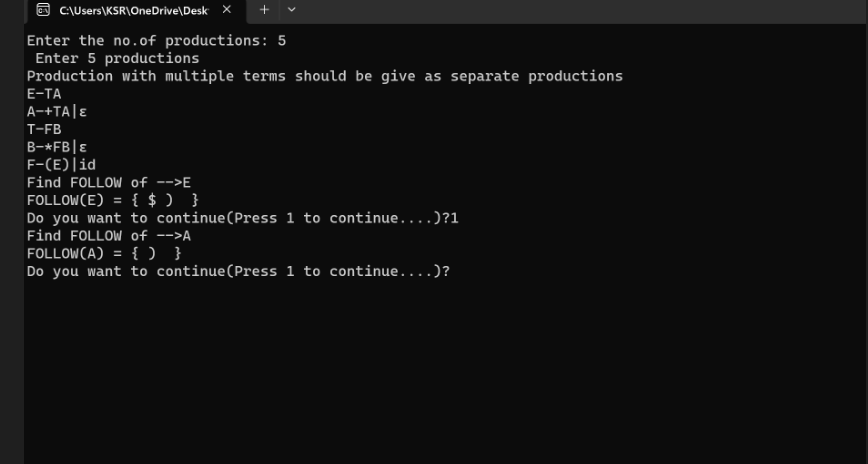 C:\Users\KSR\OneDrive\Desk
Enter the no.of productions: 5
Enter 5 productions
Production with multiple terms should be give as separate productions
E-TA
A-+TA|ε
T-FB
B-*FB|ε
F-(E)|id
Find FOLLOW of -->E
FOLLOW(E) = { $ )  }
Do you want to continue(Press 1 to continue....)?1
Find FOLLOW of -->A
FOLLOW(A) = { )  }
Do you want to continue(Press 1 to continue....)?